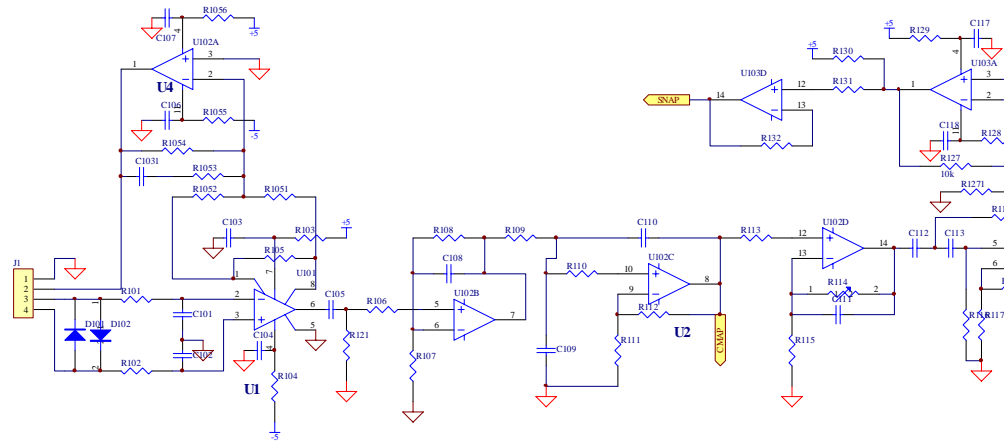 R1056
+5
C107
4
U102A
1
3
2
U4
C106
R1055
-5
R1054
C1031
R1053
R1052
R1051
C103
R103
+5
R105
1
7
U101
8
J1
1
2
3
4
R101
1
D101
D102
2
C101
C102
R102
2
3
6
5
C104
4
R104
-5
U1
C105
R106
R121
R108
R109
C108
5
6
U102B
7
R107
C110
R110
10
9
U102C
8
C109
R112
R111
U2
CMAP
R113
12
13
U102D
14
1
R114
2
C111
R115
C112
C113
5
6
R117
SNAP
14
U103D
12
13
R132
+5
R130
R131
+5
R129
4
C117
U103A
1
3
2
C118
11
R128
R127
10k
R1271